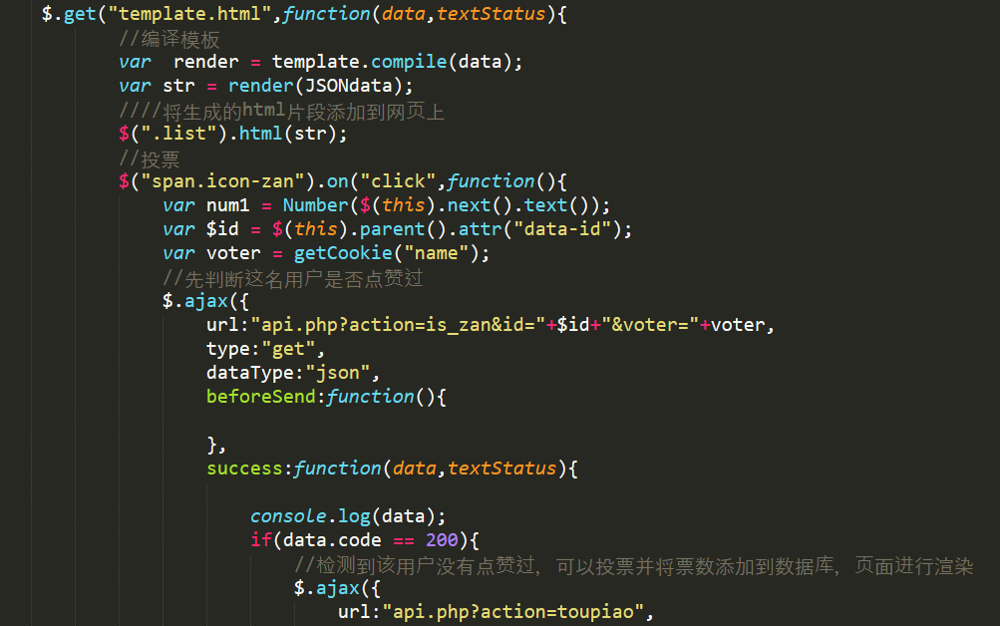 $.get("template.html",function(data,textStatus){
//编译模板
var  render = template.compile(data);
var str = render(JSONdata);
////将生成的html片段添加到网页上
$(".list").html(str);
//投票
$("span.icon-zan").on("click",function(){
var num1 = Number($(this).next().text());
var $id = $(this).parent().attr("data-id");
var voter = getCookie("name");
//先判断这名用户是否点赞过
$.ajax({
url:"api.php?action=is_zan&id="+$id+"&voter="+voter,
type:"get",
dataType:"json",
beforeSend:function(){
},
success:function(data,textStatus){
console.log(data);
if(data.code == 200){
//检测到该用户没有点赞过，可以投票并将票数添加到数据库，页面进行渲染
$.ajax({
url:"api.php?action=toupiao",